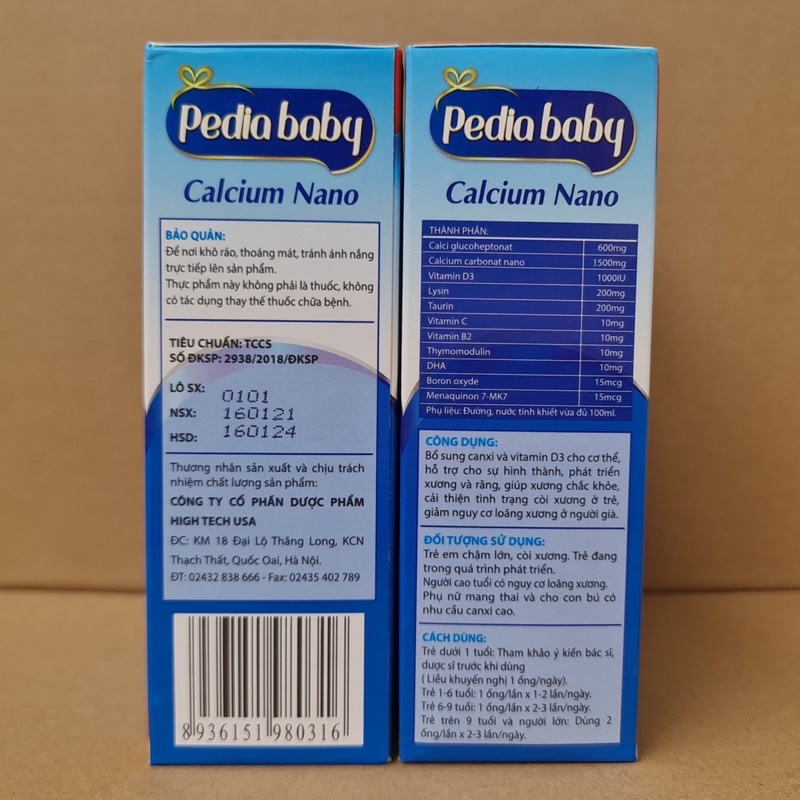 Pedia baby
Calcium Nano
BẢO QUẢN:
Để nơi khô ráo, thoáng mát, tránh ánh nắng
trực tiếp lên sản phẩm.
Thực phẩm này không phải là thuốc, không
có tác dụng thay thế thuốc chữa bệnh.
TIÊU CHUẨN: TCCS
SỐ ĐKSP: 2938/2018/ĐKSP
LÔ SX: 0101
NSX: 160121
HSD: 160124
Thương nhân sản xuất và chịu trách
nhiệm chất lượng sản phẩm:
CÔNG TY CỔ PHẦN DƯỢC PHẨM
HIGH TECH USA
ĐC: KM 18 Đại Lộ Thăng Long, KCN
Thạch Thất, Quốc Oai, Hà Nội.
ĐT: 02432 838 666 - Fax: 02435 402 789
8 936151 980316
Pedia baby
Calcium Nano
THÀNH PHẦN:
Calci glucoheptonat 600mg
Calcium carbonat nano 1500mg
Vitamin D3 1000IU
Lysin 200mg
Taurin 200mg
Vitamin C 10mg
Vitamin B2 10mg
Thymomodulin 10mg
DHA 10mg
Boron oxyde 15mcg
Menaquinon 7-MK7 15mcg
Phụ liệu: Đường, nước tinh khiết vừa đủ 100ml.
CÔNG DỤNG:
Bổ sung canxi và vitamin D3 cho cơ thể,
hỗ trợ cho sự hình thành, phát triển
xương và răng, giúp xương chắc khỏe,
cải thiện tình trạng còi xương ở trẻ,
giảm nguy cơ loãng xương ở người già.
ĐỐI TƯỢNG SỬ DỤNG:
Trẻ em chậm lớn, còi xương. Trẻ đang
trong quá trình phát triển.
Người cao tuổi có nguy cơ loãng xương.
Phụ nữ mang thai và cho con bú có
nhu cầu canxi cao.
CÁCH DÙNG:
Trẻ dưới 1 tuổi: Tham khảo ý kiến bác sĩ,
dược sĩ trước khi dùng
( Liều khuyến nghị 1 ống/ngày).
Trẻ 1-6 tuổi: 1 ống/lần x 1-2 lần/ngày.
Trẻ 6-9 tuổi: 1 ống/lần x 2-3 lần/ngày.
Trẻ trên 9 tuổi và người lớn: Dùng 2
ống/lần x 2-3 lần/ngày.